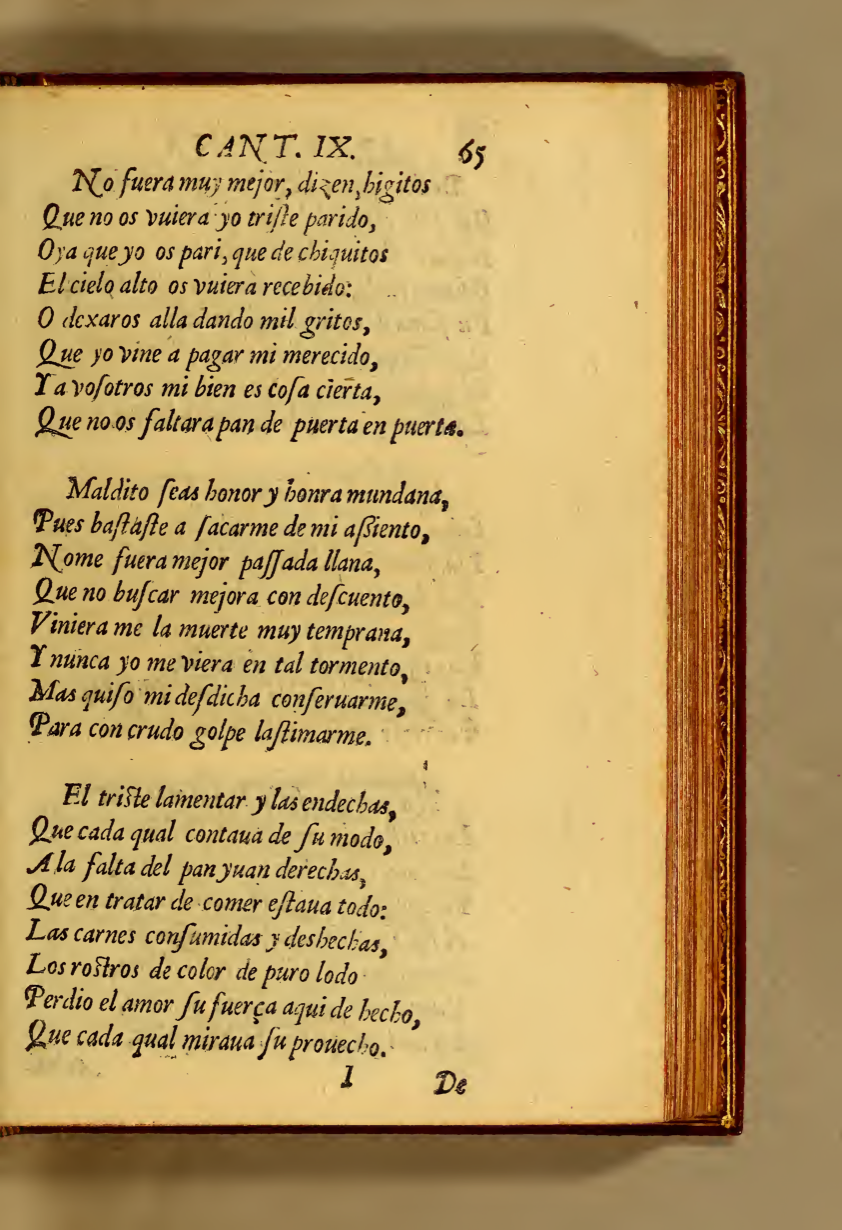 CANT. IX. 65
No fuera muy mejor, dizen, higitos
Que no os vuiera yo triſte parido,
Oya que yo os pari, que de chiquitos
El cielo alto os vuiera recebido:
O dexaros alla dando mil gritos,
Que yo vine a pagar mi merecido,
Y a voſotros mi bien es coſa cierta,
Que no os faltara pan de puerta en puerta.
Maldito ſeas honor y honra mundana,
Pues baſtaſte a ſacarme de mi aſsiento,
No me fuera mejor paſſada llana,
Que no buſcar mejora con deſcuento,
Viniera me la muerte muy temprana,
Y nunca yo me viera en tal tormento,
Mas quiſo mi deſdicha conſeruarme,
Para con crudo golpe laſtimarme.
El triſte lamentar y las endechas,
Que cada qual contaua de ſu modo,
A la falta del pan yuan derechas,
Que en tratar de comer eſtaua todo:
Las carnes conſumidas y deshechas,
Los roſtros de color de puro lodo
Perdio el amor ſu fuerça aqui de hecho,
Que cada qual miraua ſu prouecho.
I De